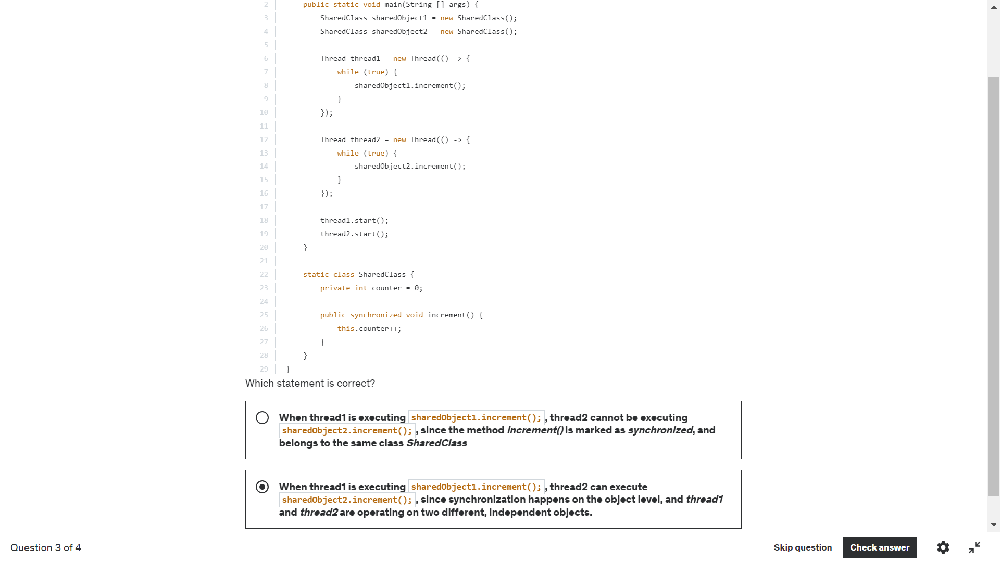 2 public static void main(String [] args) {
3 SharedClass sharedObject1 = new SharedClass();
4 SharedClass sharedObject2 = new SharedClass();
5
6 Thread thread1 = new Thread(() -> {
7 while (true) {
8 sharedObject1.increment();
9 }
10 });
11
12 Thread thread2 = new Thread(() -> {
13 while (true) {
14 sharedObject2.increment();
15 }
16 });
17
18 thread1.start();
19 thread2.start();
20 }
21
22 static class SharedClass {
23 private int counter = 0;
24
25 public synchronized void increment() {
26 this.counter++;
27 }
28 }
29 }
Which statement is correct?
When thread1 is executing sharedObject1.increment(); , thread2 cannot be executing
sharedObject2.increment(); , since the method increment() is marked as synchronized, and
belongs to the same class SharedClass
When thread1 is executing sharedObject1.increment(); , thread2 can execute
sharedObject2.increment(); , since synchronization happens on the object level, and thread1
and thread2 are operating on two different, independent objects.
Question 3 of 4
Skip question
Check answer